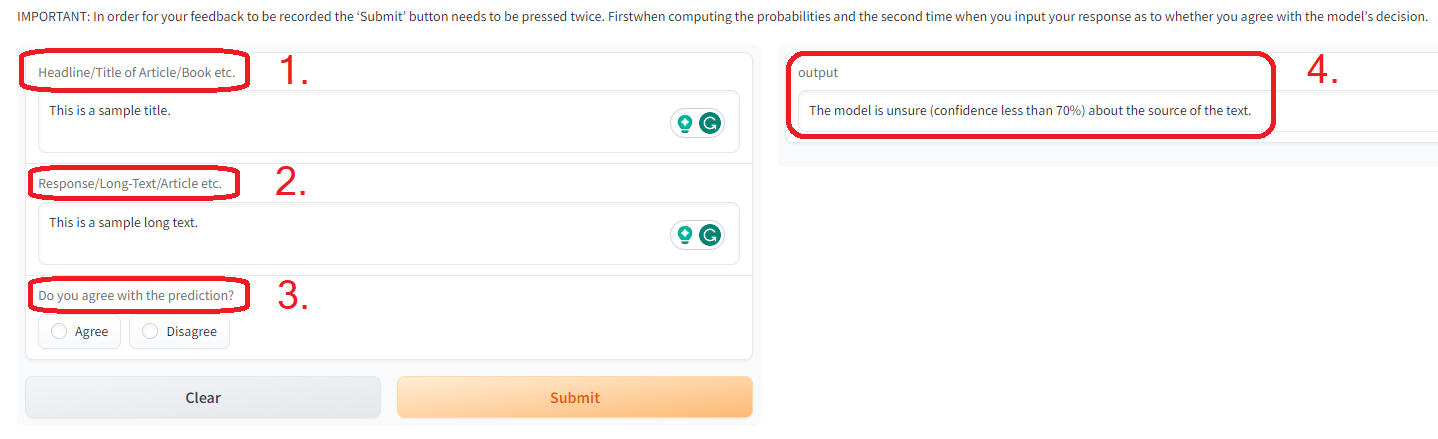 IMPORTANT: In order for your feedback to be recorded the ‘Submit’ button needs to be pressed twice. Firstwhen computing the probabilities and the second time when you input your response as to whether you agree with the model’s decision.
Headline/Title of Article/Book etc.
1.
This is a sample title.
Response/Long-Text/Article etc.
2.
This is a sample long text.
Do you agree with the prediction?
3.
Agree
Disagree
Clear
Submit
output
4.
The model is unsure (confidence less than 70%) about the source of the text.